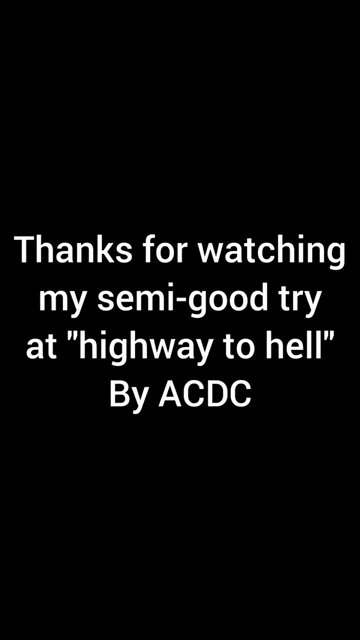 Thanks for watching
my semi-good try
at "highway to hell"
By ACDC